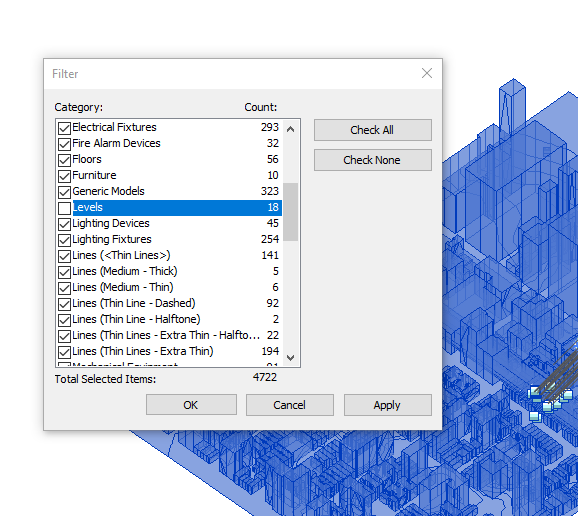 Filter
Category: Count:
Electrical Fixtures 293
Fire Alarm Devices 32
Floors 56
Furniture 10
Generic Models 323
Levels 18
Lighting Devices 45
Lighting Fixtures 254
Lines (<Thin Lines>) 141
Lines (Medium - Thick) 5
Lines (Medium - Thin) 6
Lines (Thin Line - Dashed) 92
Lines (Thin Line - Halftone) 2
Lines (Thin Lines - Extra Thin - Halfto... 22
Lines (Thin Lines - Extra Thin) 194
Mechanical Equipment 91
Total Selected Items: 4722
Check All
Check None
OK Cancel Apply